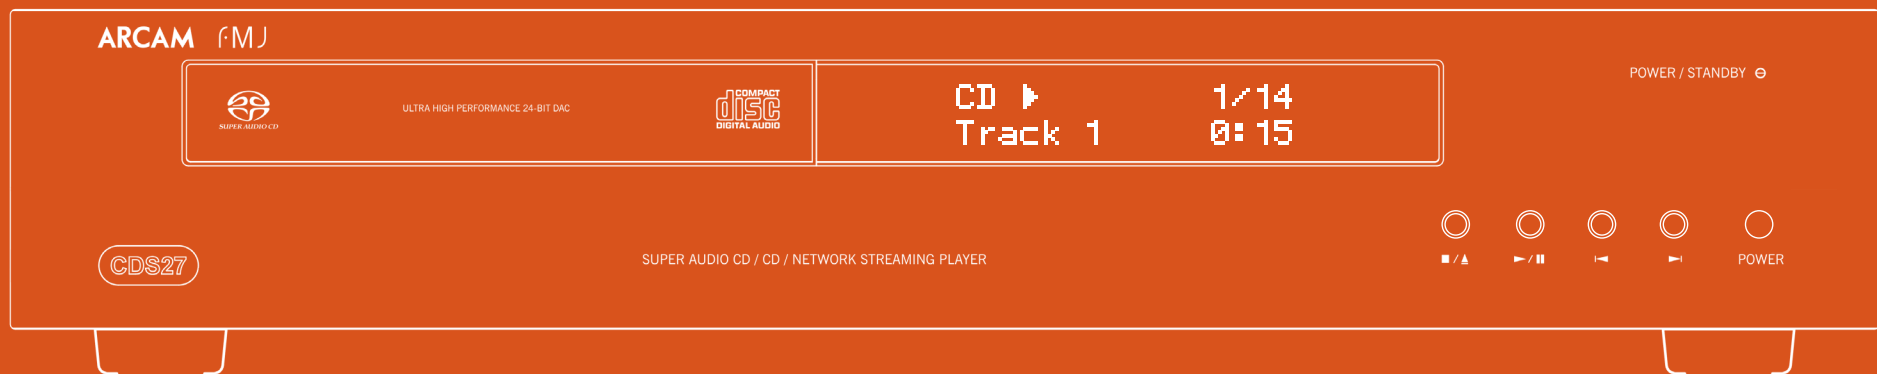 ARCAM FMJ
POWER / STANDBY
SUPER AUDIO CD
ULTRA HIGH PERFORMANCE 24-BIT DAC
COMPACT
disc
DIGITAL AUDIO
CD 1/14
Track 1 0:15
CDS27
SUPER AUDIO CD / CD / NETWORK STREAMING PLAYER
POWER